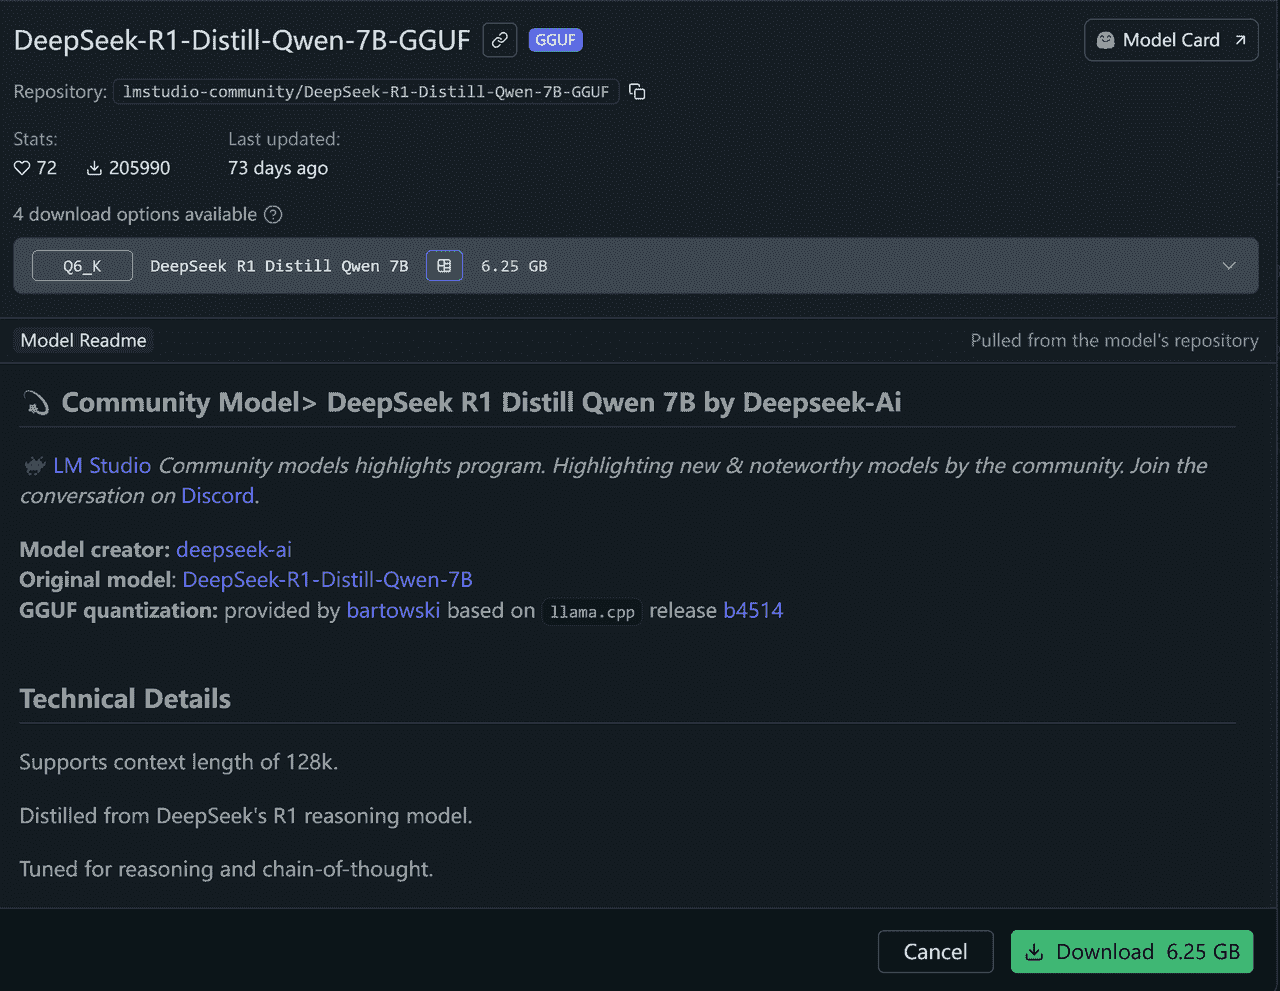 DeepSeek-R1-Distill-Qwen-7B-GGUF GGUF Model Card
Repository: lmstudio-community/DeepSeek-R1-Distill-Qwen-7B-GGUF
Stats: Last updated:
72 205990 73 days ago
4 download options available ?
Q6_K DeepSeek R1 Distill Qwen 7B 6.25 GB
Model Readme Pulled from the model's repository
Community Model> DeepSeek R1 Distill Qwen 7B by Deepseek-Ai
LM Studio Community models highlights program. Highlighting new & noteworthy models by the community. Join the
conversation on Discord.
Model creator: deepseek-ai
Original model: DeepSeek-R1-Distill-Qwen-7B
GGUF quantization: provided by bartowski based on llama.cpp release b4514
Technical Details
Supports context length of 128k.
Distilled from DeepSeek's R1 reasoning model.
Tuned for reasoning and chain-of-thought.
Cancel Download 6.25 GB